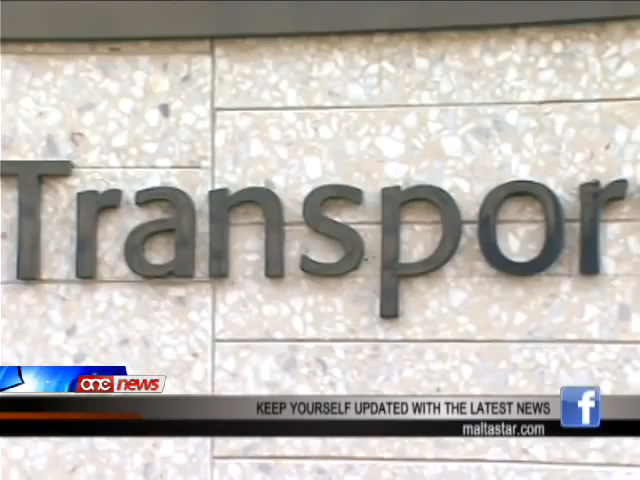 Transpor
one news
KEEP YOURSELF UPDATED WITH THE LATEST NEWS
f
maltastar.com